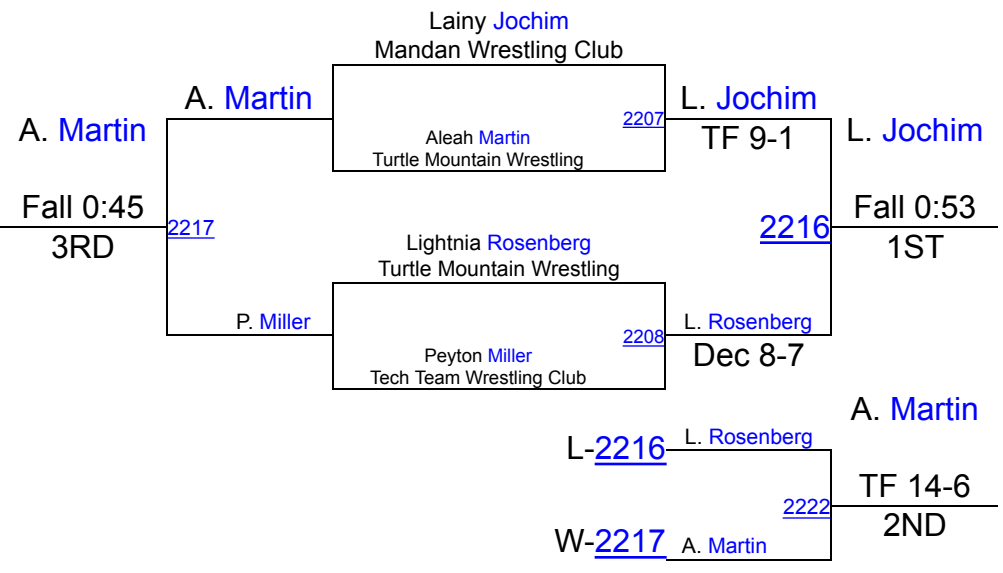 Lainy Jochim
Mandan Wrestling Club
A. Martin
L. Jochim
2207
A. Martin
Aleah Martin
TF 9-1
L. Jochim
Turtle Mountain Wrestling
Fall 0:45
2217
2216
Fall 0:53
3RD
1ST
Lightnia Rosenberg
Turtle Mountain Wrestling
P. Miller
2208
L. Rosenberg
Peyton Miller
Dec 8-7
Tech Team Wrestling Club
A. Martin
L-2216
L. Rosenberg
TF 14-6
2222
2ND
W-2217
A. Martin